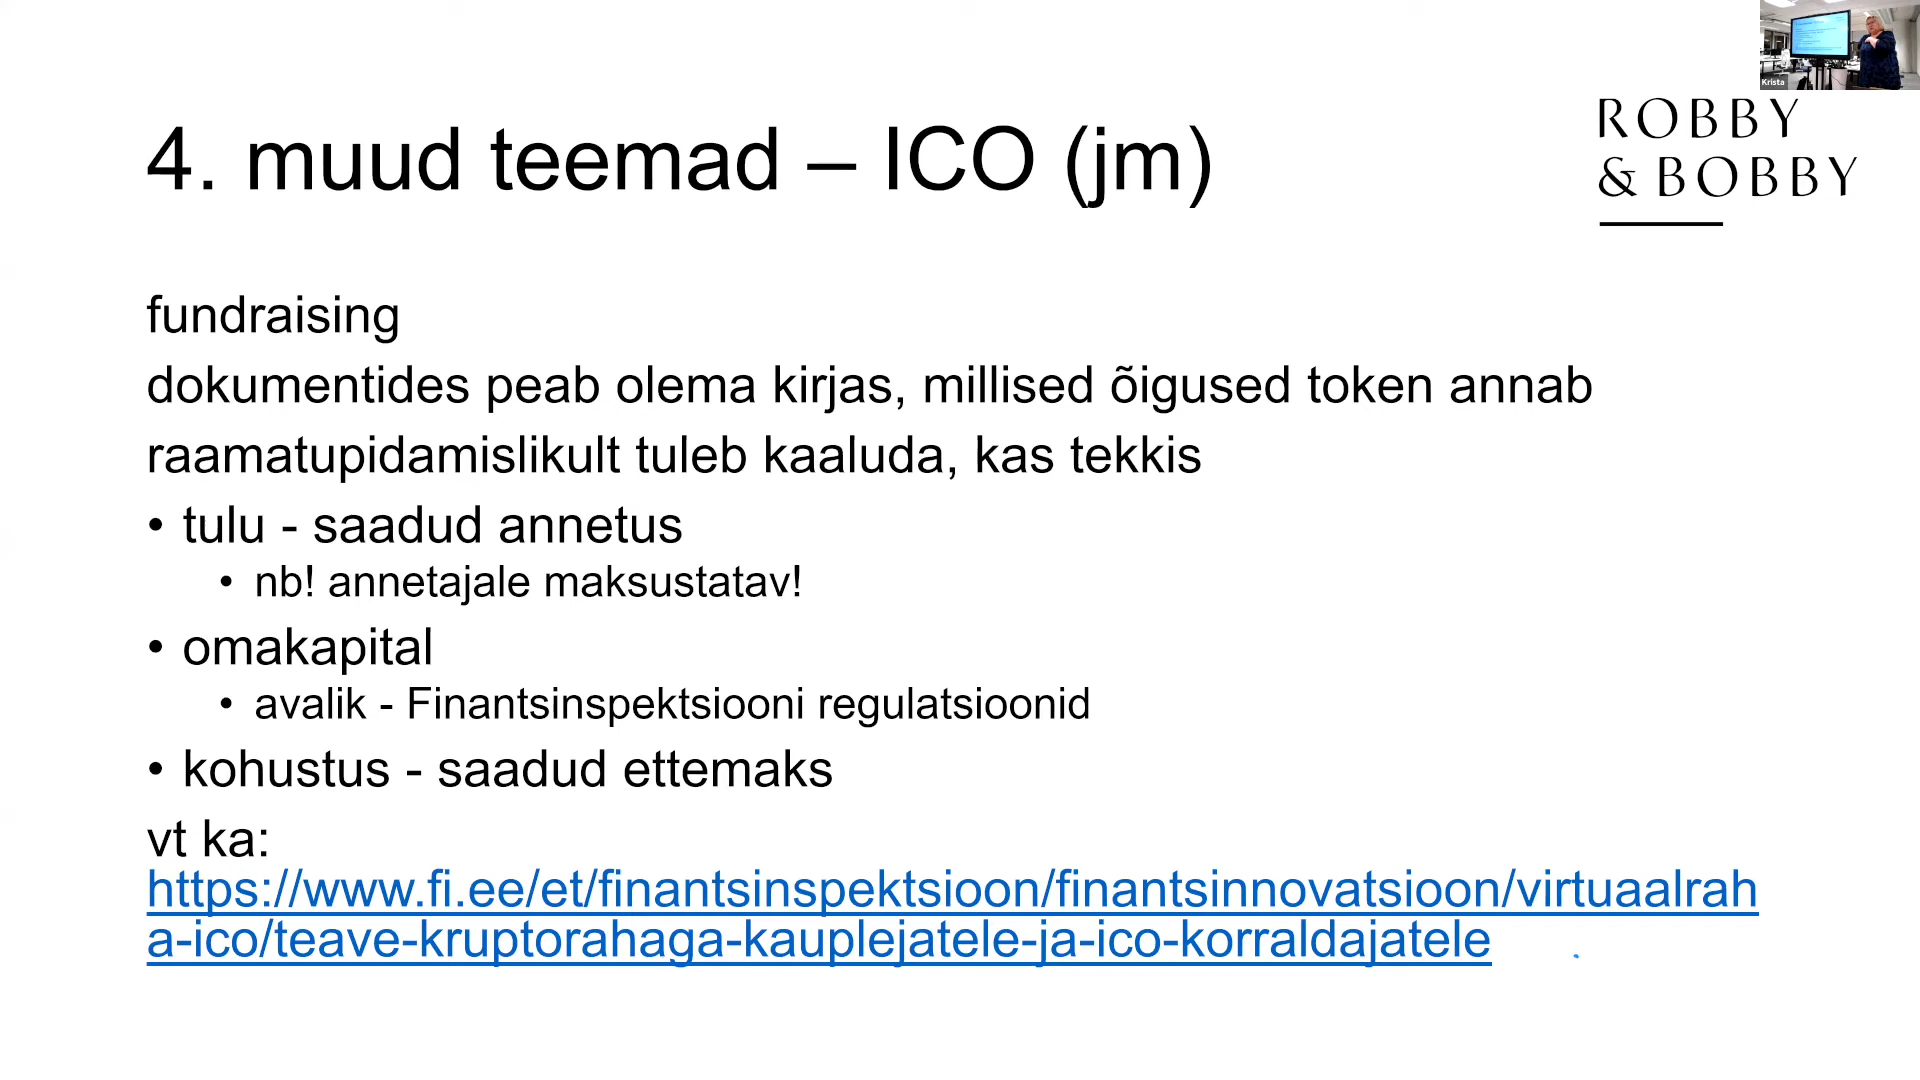 Krista
ROBBY
& BOBBY
4. muud teemad – ICO (jm)
fundraising
dokumentides peab olema kirjas, millised õigused token annab
raamatupidamislikult tuleb kaaluda, kas tekkis
• tulu - saadud annetus
• nb! annetajale maksustatav!
• omakapital
• avalik - Finantsinspektsiooni regulatsioonid
• kohustus - saadud ettemaks
vt ka:
https://www.fi.ee/et/finantsinspektsioon/finantsinnovatsioon/virtuaalrah
a-ico/teave-kruptorahaga-kauplejatele-ja-ico-korraldajatele